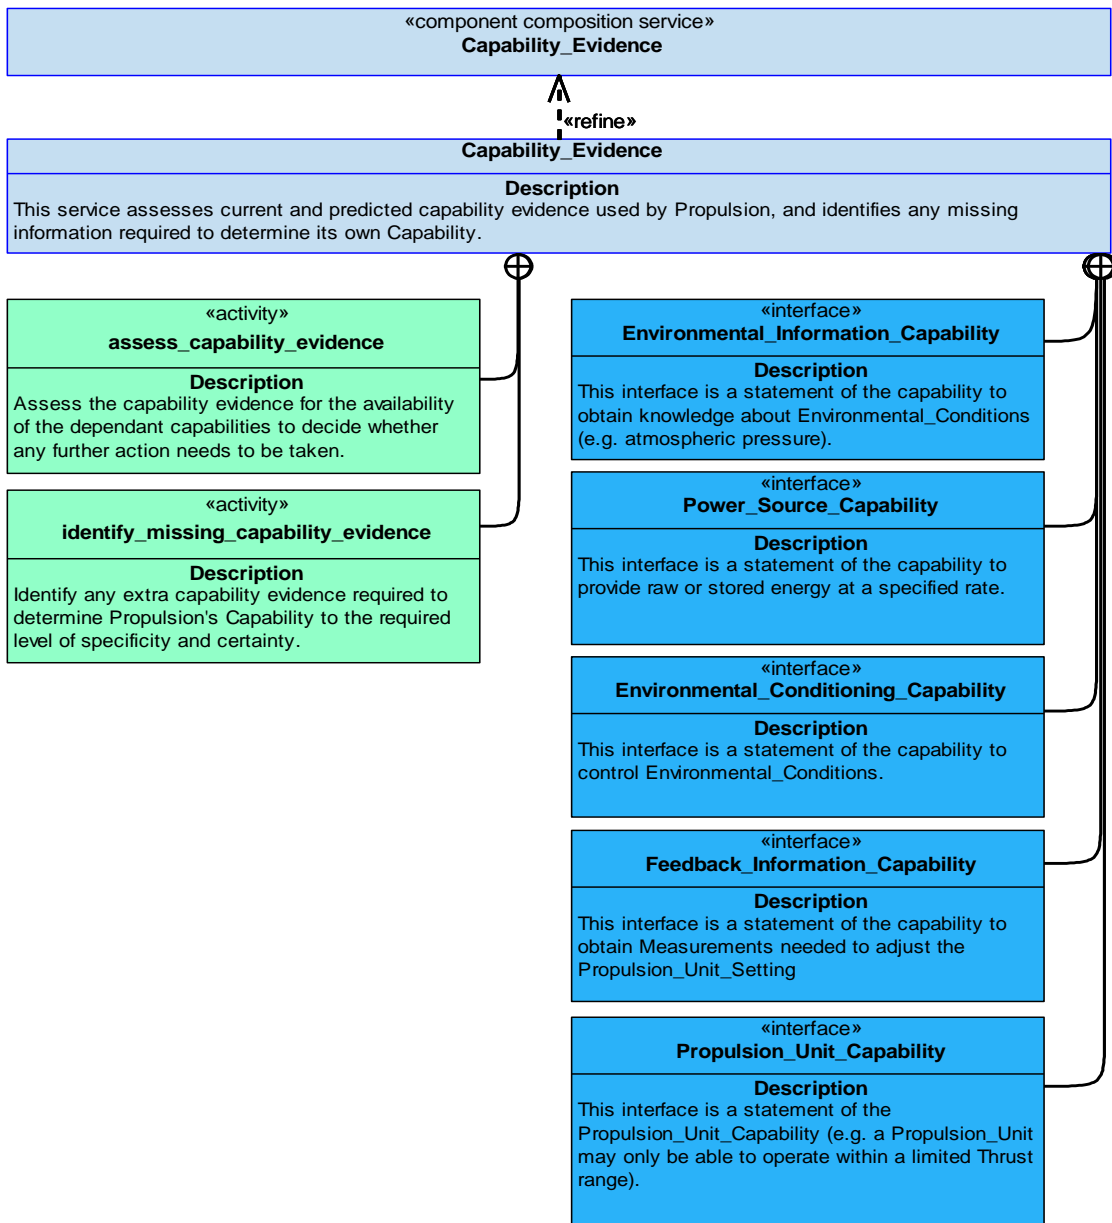 «component composition service»
Capability_Evidence
«refine»
Capability_Evidence
Description
This service assesses current and predicted capability evidence used by Propulsion, and identifies any missing
information required to determine its own Capability.
«activity»
assess_capability_evidence
Description
Assess the capability evidence for the availability
of the dependant capabilities to decide whether
any further action needs to be taken.
«activity»
identify_missing_capability_evidence
Description
Identify any extra capability evidence required to
determine Propulsion's Capability to the required
level of specificity and certainty.
«interface»
Environmental_Information_Capability
Description
This interface is a statement of the capability to
obtain knowledge about Environmental_Conditions
(e.g. atmospheric pressure).
«interface»
Power_Source_Capability
Description
This interface is a statement of the capability to
provide raw or stored energy at a specified rate.
«interface»
Environmental_Conditioning_Capability
Description
This interface is a statement of the capability to
control Environmental_Conditions.
«interface»
Feedback_Information_Capability
Description
This interface is a statement of the capability to
obtain Measurements needed to adjust the
Propulsion_Unit_Setting
«interface»
Propulsion_Unit_Capability
Description
This interface is a statement of the
Propulsion_Unit_Capability (e.g. a Propulsion_Unit
may only be able to operate within a limited Thrust
range).